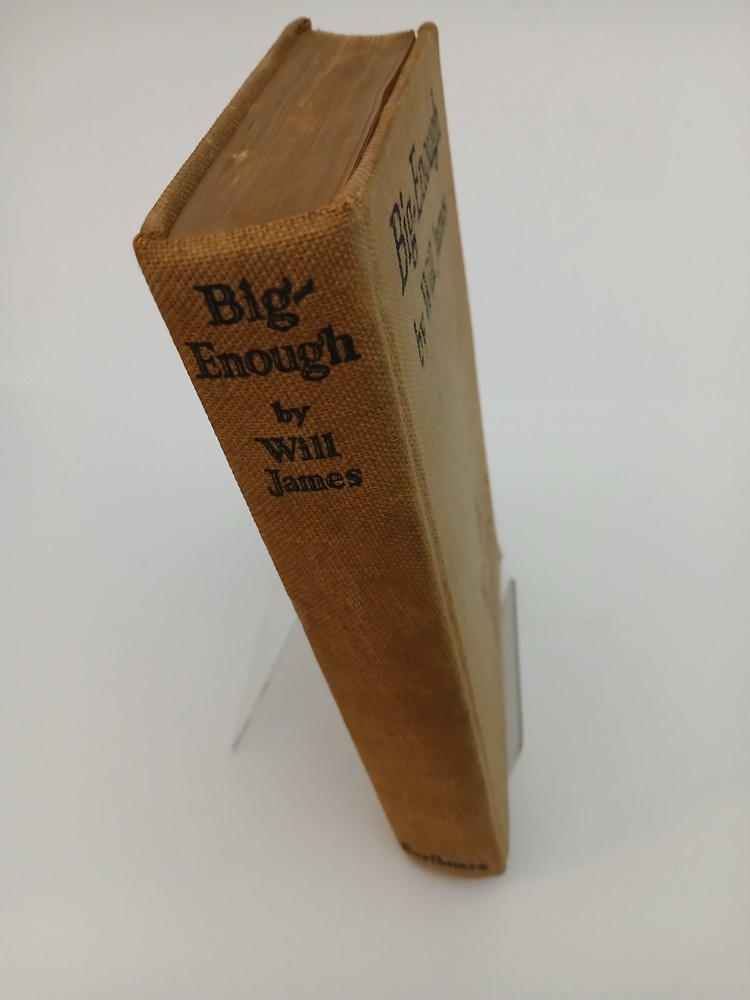 Big-
Enough
by
Will
James
Scribners
Big-Enough
by Will James